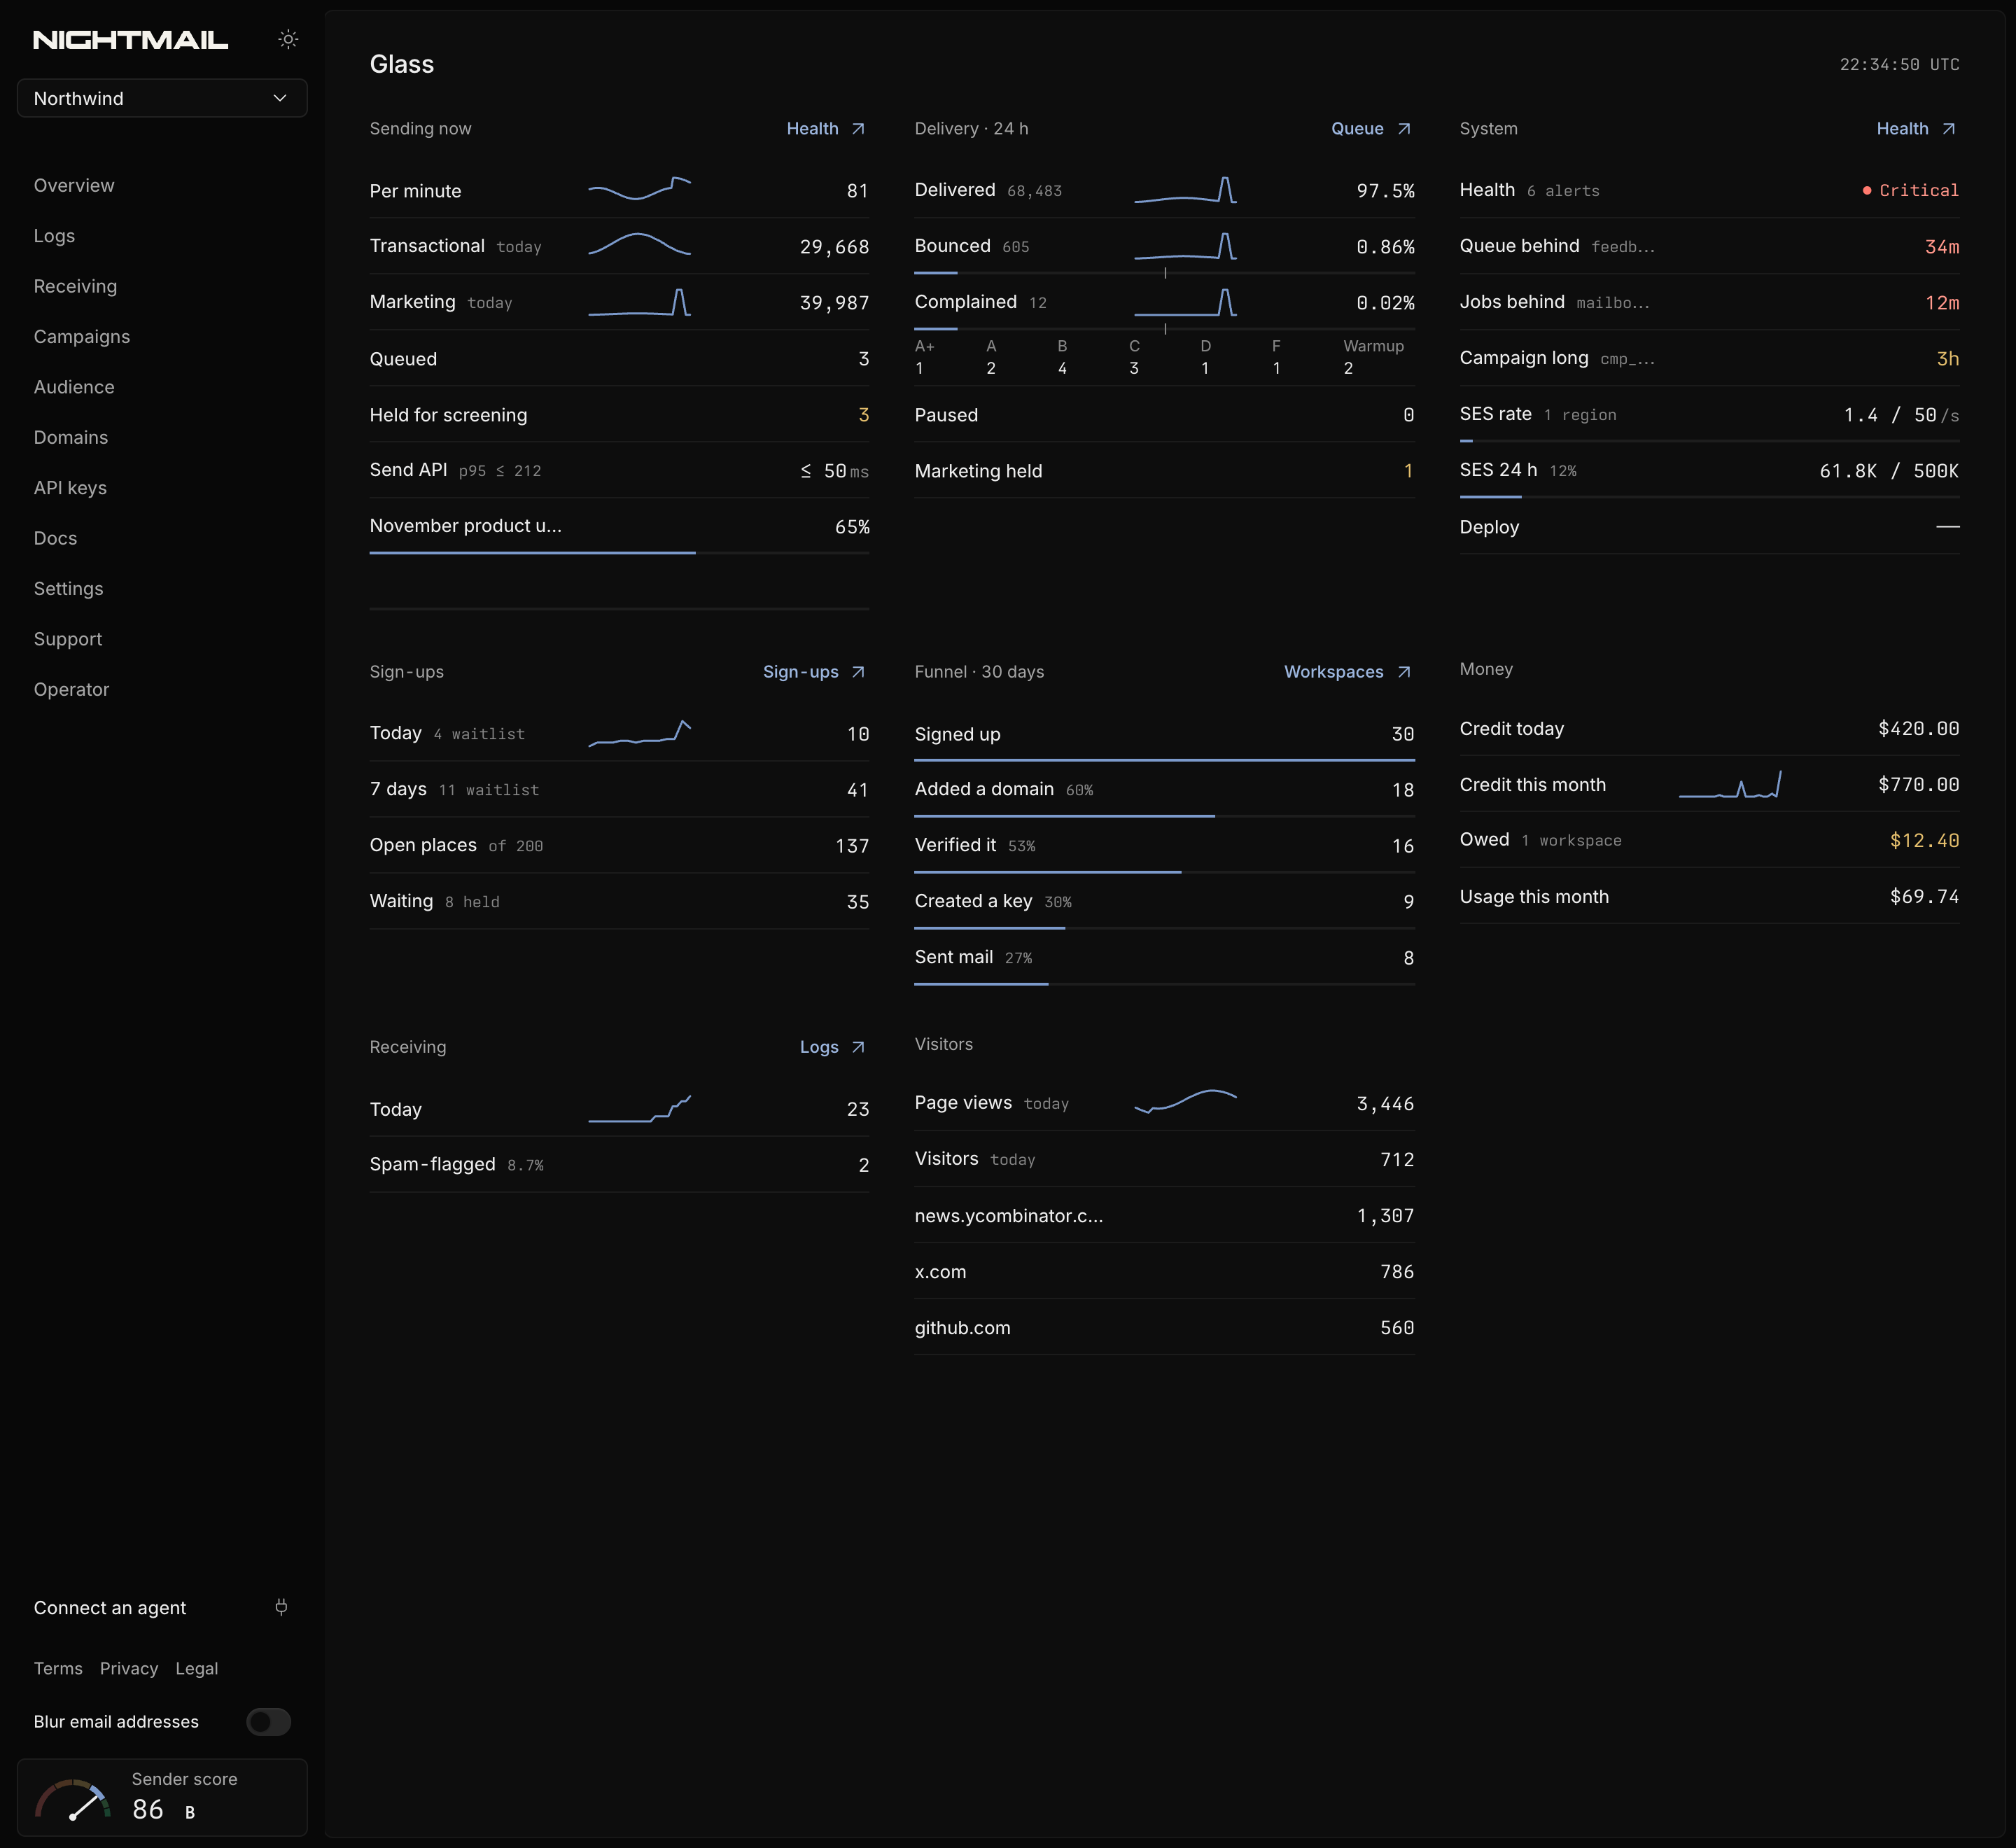 NIGHTMAIL
Northwind
Overview
Logs
Receiving
Campaigns
Audience
Domains
API keys
Docs
Settings
Support
Operator
Connect an agent
Terms Privacy Legal
Blur email addresses
Sender score
86 B
Glass
22:34:50 UTC
Sending now Health
Per minute 81
Transactional today 29,668
Marketing today 39,987
Queued 3
Held for screening 3
Send API p95 ≤ 212 ≤ 50 ms
November product u... 65%
Delivery · 24 h Queue
Delivered 68,483 97.5%
Bounced 605 0.86%
Complained 12 0.02%
A+ A B C D F Warmup
1 2 4 3 1 1 2
Paused 0
Marketing held 1
System Health
Health 6 alerts Critical
Queue behind feedb... 34m
Jobs behind mailbo... 12m
Campaign long cmp_... 3h
SES rate 1 region 1.4 / 50/s
SES 24 h 12% 61.8K / 500K
Deploy —
Sign-ups Sign-ups
Today 4 waitlist 10
7 days 11 waitlist 41
Open places of 200 137
Waiting 8 held 35
Funnel · 30 days Workspaces
Signed up 30
Added a domain 60% 18
Verified it 53% 16
Created a key 30% 9
Sent mail 27% 8
Money
Credit today $420.00
Credit this month $770.00
Owed 1 workspace $12.40
Usage this month $69.74
Receiving Logs
Today 23
Spam-flagged 8.7% 2
Visitors
Page views today 3,446
Visitors today 712
news.ycombinator.c... 1,307
x.com 786
github.com 560